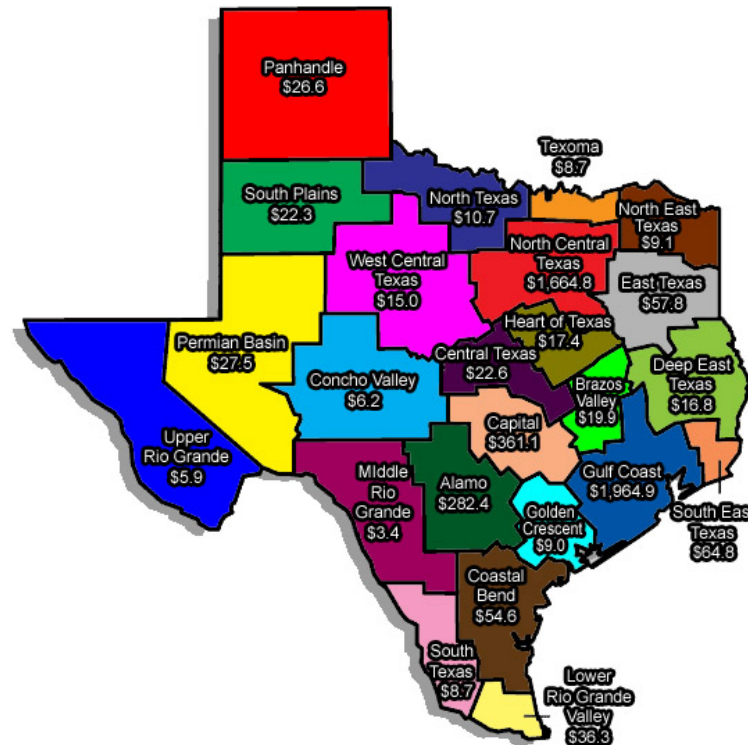 Panhandle
$26.6
Texoma
$8.7
South Plains
$22.3
North Texas
$10.7
North East
Texas
$9.1
North Central
Texas
$1,664.8
West Central
Texas
$15.0
East Texas
$57.8
Heart of Texas
$17.4
Permian Basin
$27.5
Central Texas
$22.6
Deep East
Texas
$16.8
Concho Valley
$6.2
Brazos
Valley
$19.9
Capital
$361.1
Upper
Rio Grande
$5.9
MIddle
Rio
Grande
$3.4
Alamo
$282.4
Gulf Coast
$1,964.9
Golden
Crescent
$9.0
South East
Texas
$64.8
Coastal
Bend
$54.6
South
Texas
$8.7
Lower
Rio Grande
Valley
$36.3